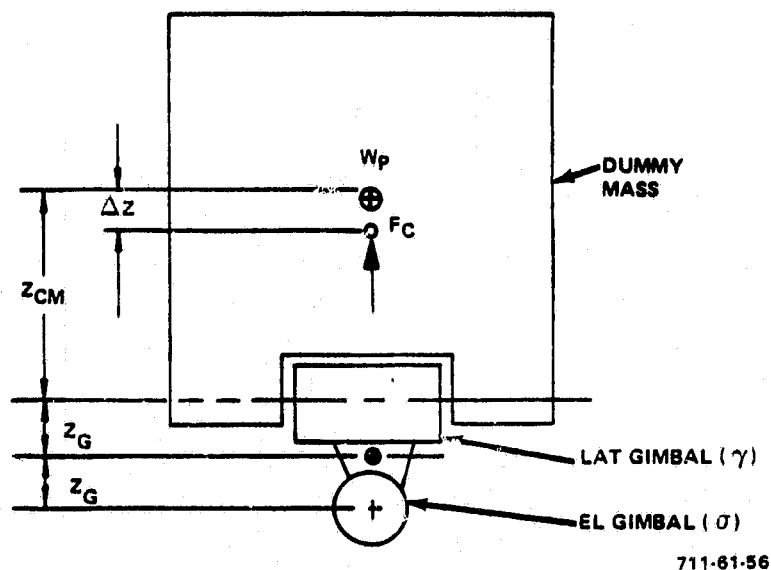 W_P
ΔZ
F_C
DUMMY
MASS
Z_CM
Z_G
LAT GIMBAL (γ)
Z_G
EL GIMBAL (σ)
711-61-56